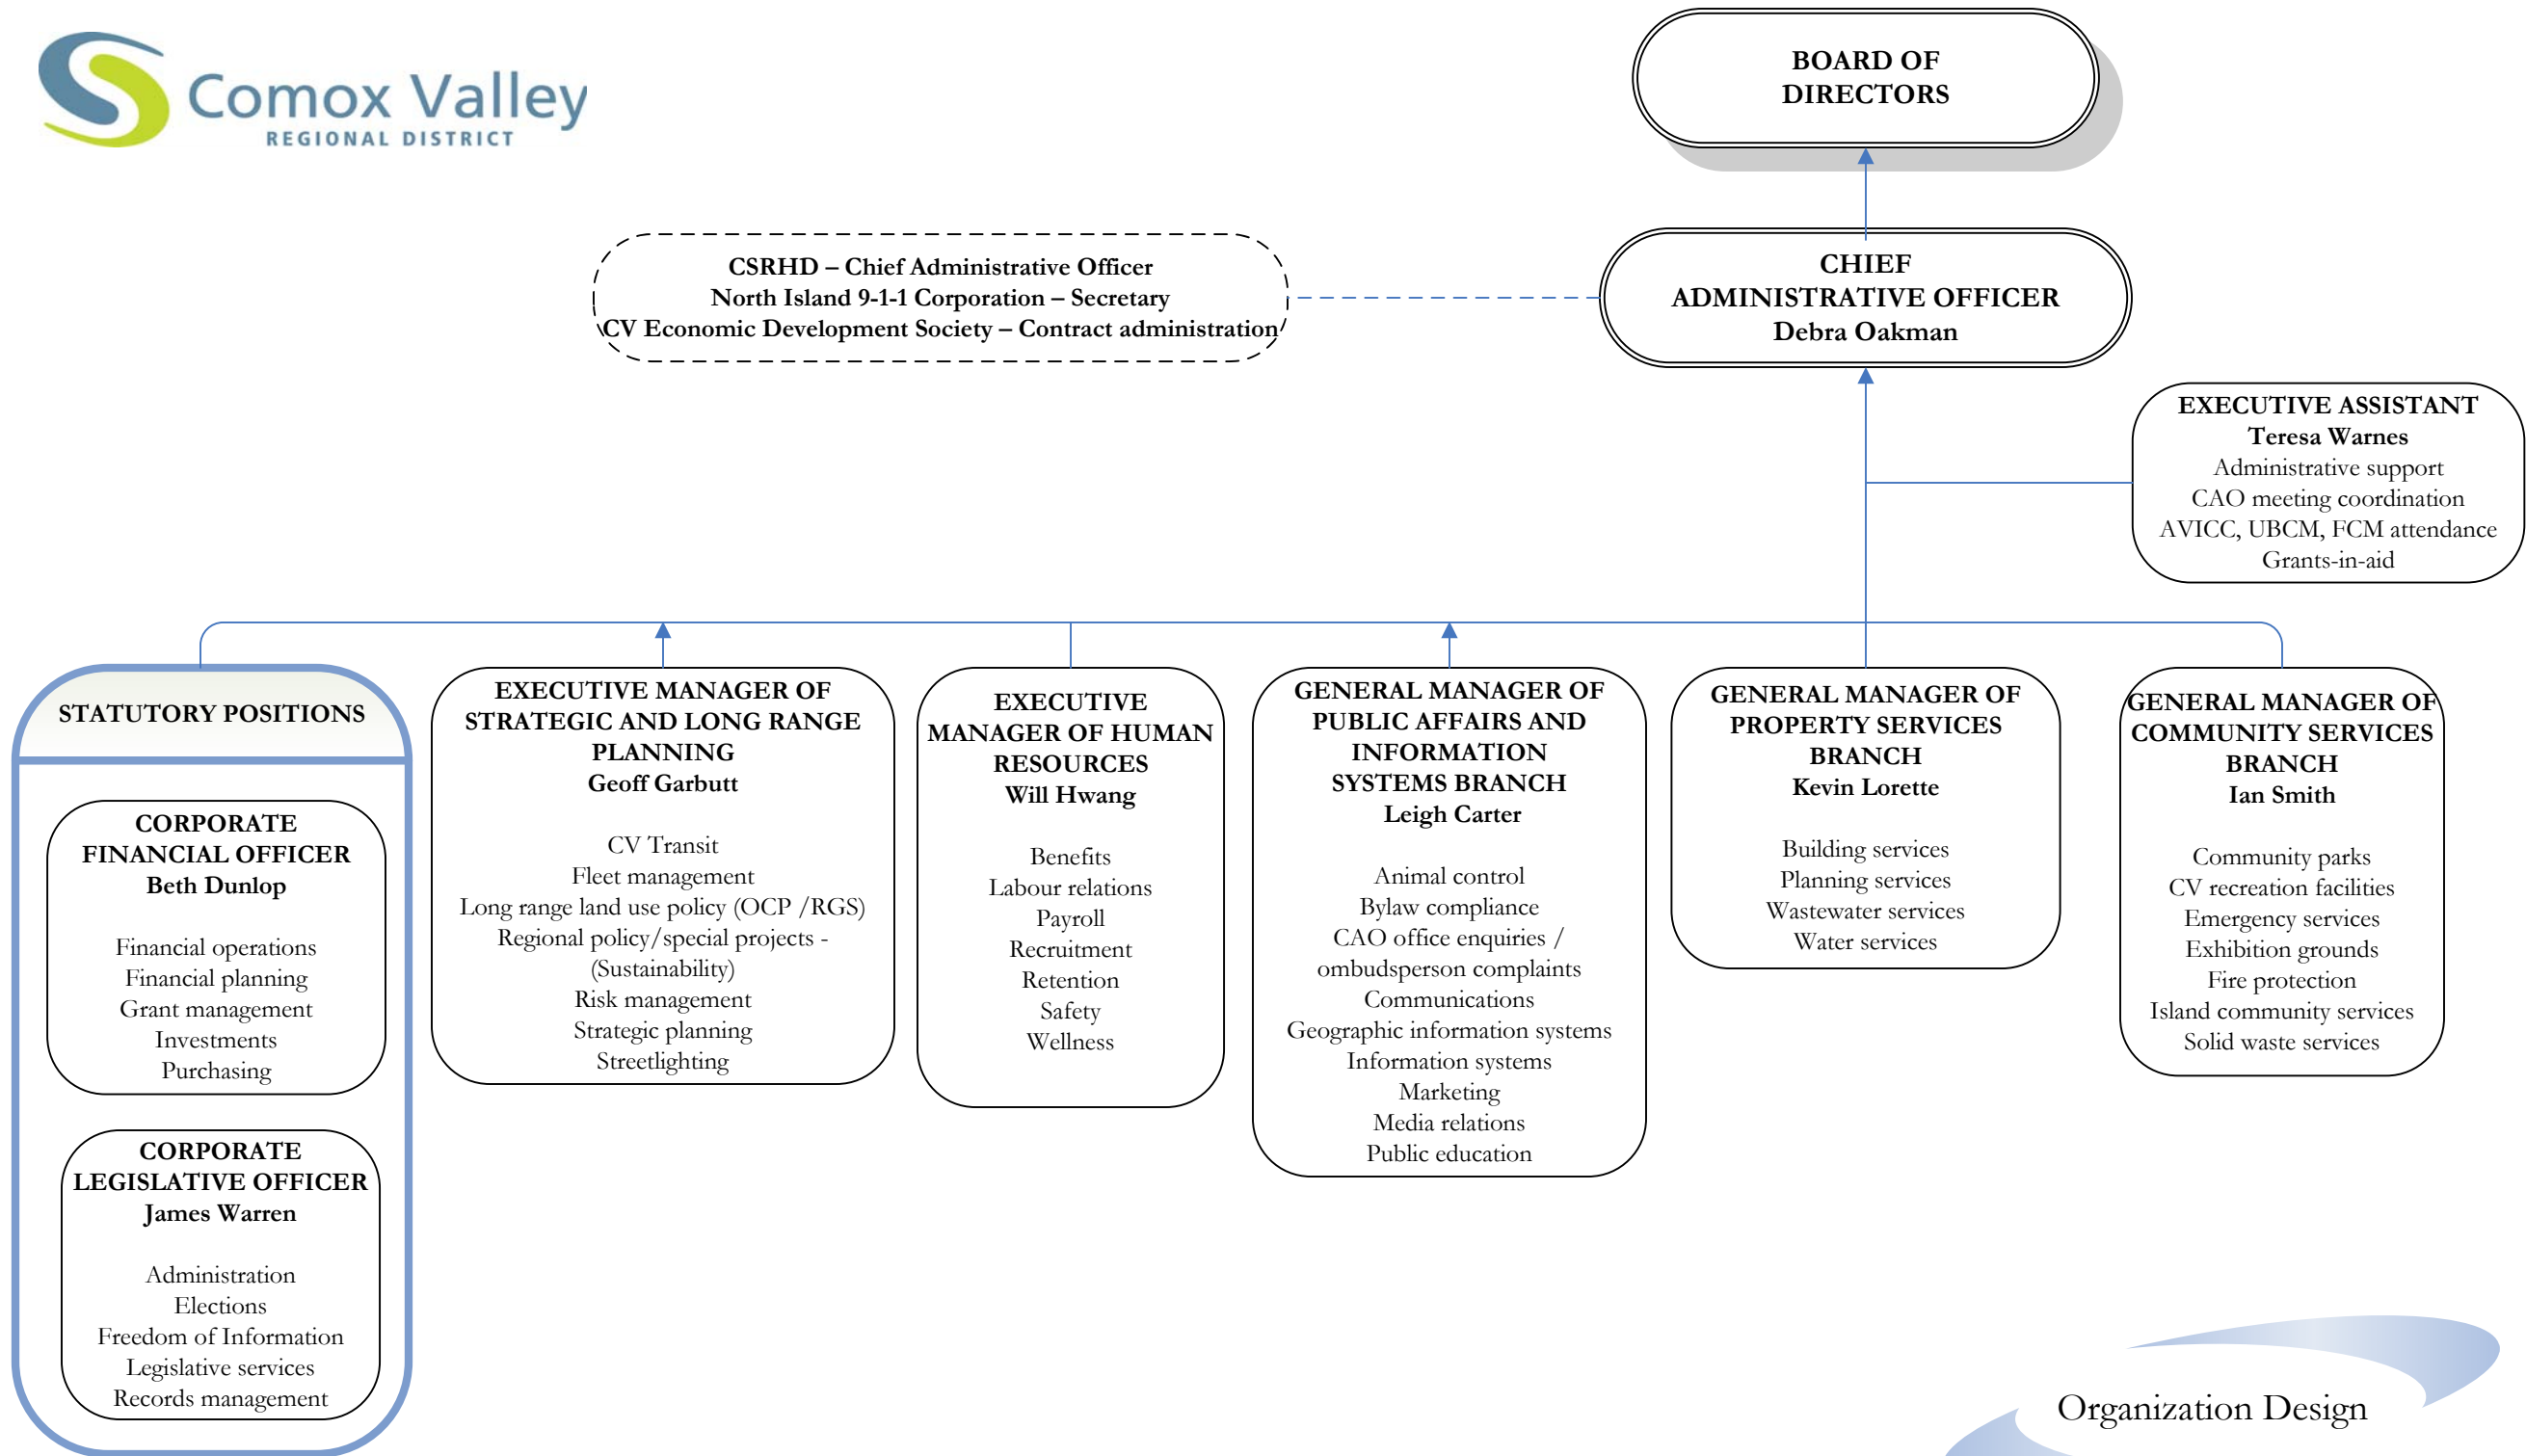 Comox Valley
REGIONAL DISTRICT
BOARD OF
DIRECTORS
CSRHD – Chief Administrative Officer
North Island 9-1-1 Corporation – Secretary
CV Economic Development Society – Contract administration
CHIEF
ADMINISTRATIVE OFFICER
Debra Oakman
EXECUTIVE ASSISTANT
Teresa Warnes
Administrative support
CAO meeting coordination
AVICC, UBCM, FCM attendance
Grants-in-aid
STATUTORY POSITIONS
CORPORATE
FINANCIAL OFFICER
Beth Dunlop
Financial operations
Financial planning
Grant management
Investments
Purchasing
CORPORATE
LEGISLATIVE OFFICER
James Warren
Administration
Elections
Freedom of Information
Legislative services
Records management
EXECUTIVE MANAGER OF
STRATEGIC AND LONG RANGE
PLANNING
Geoff Garbutt
CV Transit
Fleet management
Long range land use policy (OCP /RGS)
Regional policy/special projects -
(Sustainability)
Risk management
Strategic planning
Streetlighting
EXECUTIVE
MANAGER OF HUMAN
RESOURCES
Will Hwang
Benefits
Labour relations
Payroll
Recruitment
Retention
Safety
Wellness
GENERAL MANAGER OF
PUBLIC AFFAIRS AND
INFORMATION
SYSTEMS BRANCH
Leigh Carter
Animal control
Bylaw compliance
CAO office enquiries /
ombudsperson complaints
Communications
Geographic information systems
Information systems
Marketing
Media relations
Public education
GENERAL MANAGER OF
PROPERTY SERVICES
BRANCH
Kevin Lorette
Building services
Planning services
Wastewater services
Water services
GENERAL MANAGER OF
COMMUNITY SERVICES
BRANCH
Ian Smith
Community parks
CV recreation facilities
Emergency services
Exhibition grounds
Fire protection
Island community services
Solid waste services
Organization Design